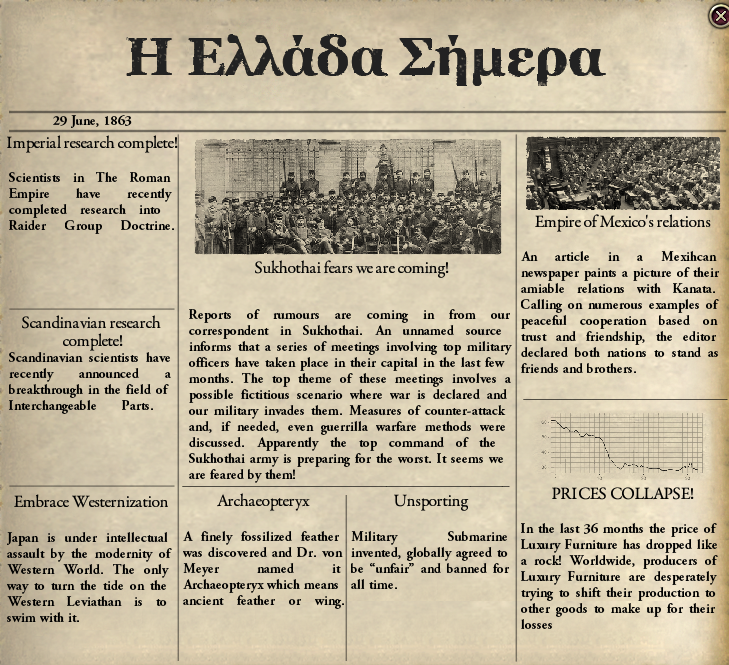 Η Ελλάδα Σήμερα
29 June, 1863
Imperial research complete!
Scientists in The Roman
Empire have recently
completed research into
Raider Group Doctrine.
Scandinavian research
complete!
Scandinavian scientists have
recently announced a
breakthrough in the field of
Interchangeable Parts.
Embrace Westernization
Japan is under intellectual
assault by the modernity of
Western World. The only
way to turn the tide on the
Western Leviathan is to
swim with it.
Sukhothai fears we are coming!
Reports of rumours are coming in from our
correspondent in Sukhothai. An unnamed source
informs that a series of meetings involving top military
officers have taken place in their capital in the last few
months. The top theme of these meetings involves a
possible fictitious scenario where war is declared and
our military invades them. Measures of counter-attack
and, if needed, even guerrilla warfare methods were
discussed. Apparently the top command of the
Sukhothai army is preparing for the worst. It seems we
are feared by them!
Archaeopteryx
A finely fossilized feather
was discovered and Dr. von
Meyer named it
Archaeopteryx which means
ancient feather or wing.
Unsporting
Military Submarine
invented, globally agreed to
be “unfair” and banned for
all time.
Empire of Mexico's relations
An article in a Mexihcan
newspaper paints a picture of their
amiable relations with Kanata.
Calling on numerous examples of
peaceful cooperation based on
trust and friendship, the editor
declared both nations to stand as
friends and brothers.
PRICES COLLAPSE!
In the last 36 months the price of
Luxury Furniture has dropped like
a rock! Worldwide, producers of
Luxury Furniture are desperately
trying to shift their production to
other goods to make up for their
losses